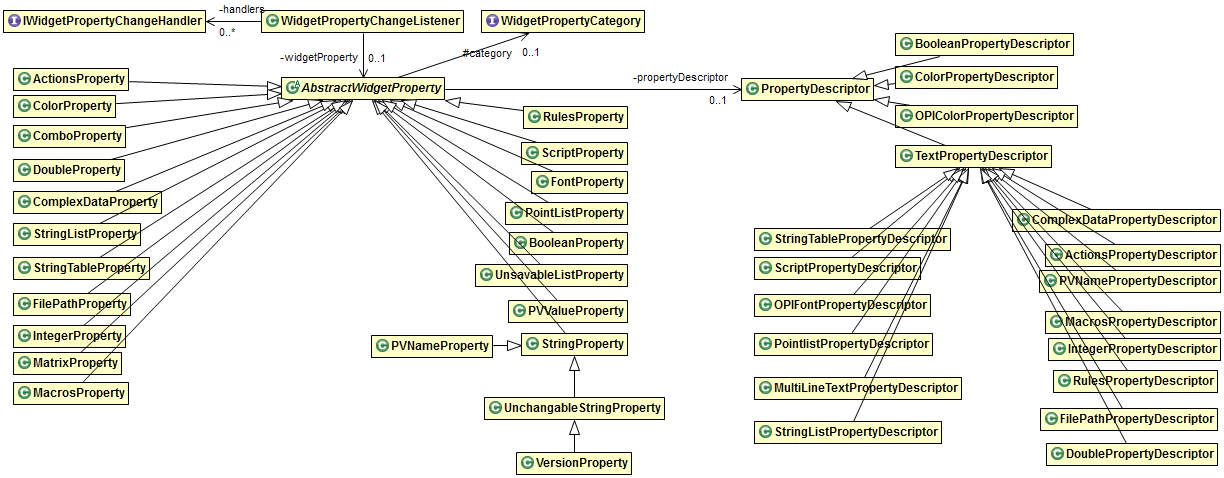 -handlers
IWidgetPropertyChangeHandler
WidgetPropertyChangeListener
WidgetPropertyCategory
0..*
-widgetProperty
0..1
#category
0..1
AbstractWidgetProperty
-propertyDescriptor
0..1
PropertyDescriptor
BooleanPropertyDescriptor
ColorPropertyDescriptor
OPIColorPropertyDescriptor
TextPropertyDescriptor
ActionsProperty
ColorProperty
ComboProperty
DoubleProperty
ComplexDataProperty
StringListProperty
StringTableProperty
FilePathProperty
IntegerProperty
MatrixProperty
MacrosProperty
RulesProperty
ScriptProperty
FontProperty
PointListProperty
BooleanProperty
UnsavableListProperty
PVValueProperty
PVNameProperty
StringProperty
UnchangableStringProperty
VersionProperty
StringTablePropertyDescriptor
ScriptPropertyDescriptor
OPIFontPropertyDescriptor
PointlistPropertyDescriptor
MultiLineTextPropertyDescriptor
StringListPropertyDescriptor
ComplexDataPropertyDescriptor
ActionsPropertyDescriptor
PVNamePropertyDescriptor
MacrosPropertyDescriptor
IntegerPropertyDescriptor
RulesPropertyDescriptor
FilePathPropertyDescriptor
DoublePropertyDescriptor